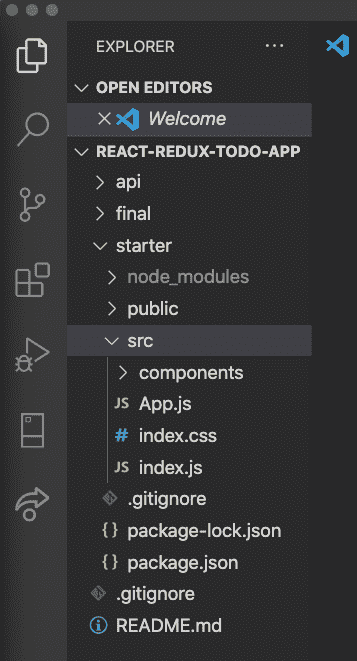 EXPLORER
OPEN EDITORS
Welcome
REACT-REDUX-TODO-APP
api
final
starter
node_modules
public
src
components
JS App.js
# index.css
JS index.js
.gitignore
{} package-lock.json
{} package.json
.gitignore
README.md